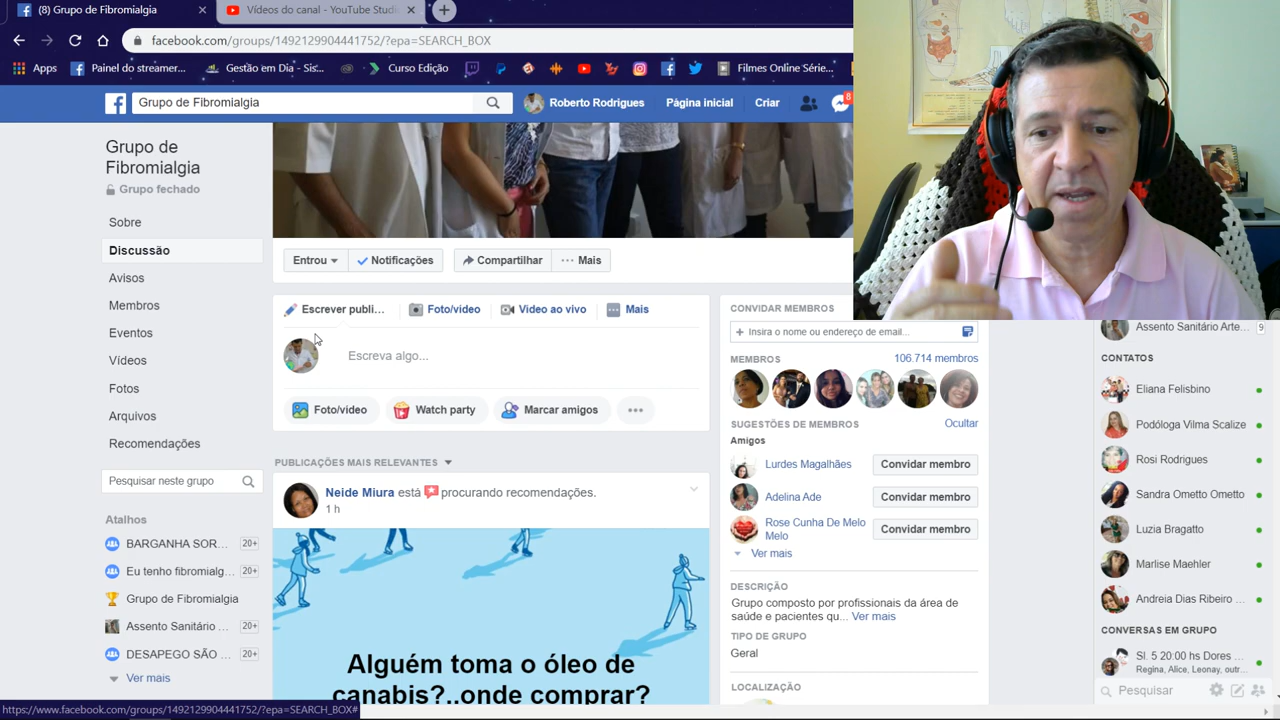 (8) Grupo de Fibromialgia
Vídeos do canal - YouTube Studi
facebook.com/groups/1492129904441752/?epa=SEARCH_BOX
Apps
Painel do streamer...
Gestão em Dia - Sis...
Curso Edição
Filmes Online Série...
Grupo de Fibromialgia
Roberto Rodrigues
Página inicial
Criar
8
Grupo de
Fibromialgia
Grupo fechado
Sobre
Discussão
Avisos
Membros
Eventos
Vídeos
Fotos
Arquivos
Recomendações
Pesquisar neste grupo
Atalhos
BARGANHA SOR... 20+
Eu tenho fibromialg... 20+
Grupo de Fibromialgia
Assento Sanitário ... 20+
DESAPEGO SÃO ... 20+
Ver mais
Entrou
Notificações
Compartilhar
Mais
Escrever publi...
Foto/vídeo
Vídeo ao vivo
Mais
Escreva algo...
Foto/vídeo
Watch party
Marcar amigos
PUBLICAÇÕES MAIS RELEVANTES
Neide Miura está procurando recomendações.
1 h
Alguém toma o óleo de
canabis?..onde comprar?
CONVIDAR MEMBROS
+ Insira o nome ou endereço de email...
MEMBROS
106.714 membros
SUGESTÕES DE MEMBROS
Ocultar
Amigos
Lurdes Magalhães
Convidar membro
Adelina Ade
Convidar membro
Rose Cunha De Melo
Melo
Convidar membro
Ver mais
DESCRIÇÃO
Grupo composto por profissionais da área de
saúde e pacientes qu... Ver mais
TIPO DE GRUPO
Geral
LOCALIZAÇÃO
Assento Sanitário Arte... 9
CONTATOS
Eliana Felisbino
Podóloga Vilma Scalize
Rosi Rodrigues
Sandra Ometto Ometto
Luzia Bragatto
Marlise Maehler
Andreia Dias Ribeiro ...
CONVERSAS EM GRUPO
Sl. 5 20:00 hs Dores ...
Regina, Alice, Leonay, outr...
Pesquisar
https://www.facebook.com/groups/1492129904441752/?epa=SEARCH_BOX#